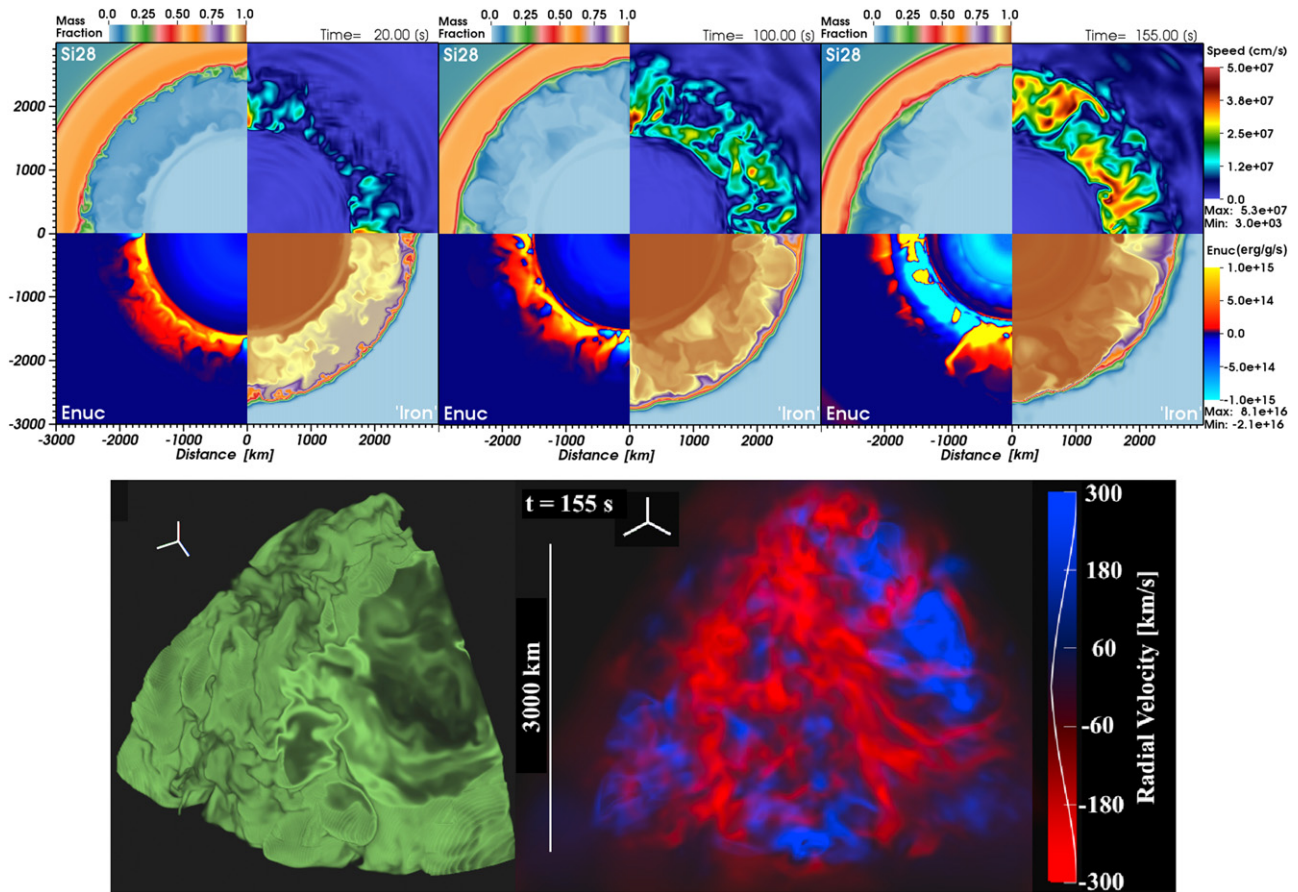 Mass Fraction 0.0 0.25 0.50 0.75 1.0
Mass Fraction 0.0 0.25 0.50 0.75 1.0
Mass Fraction 0.0 0.25 0.50 0.75 1.0
Time= 20.00 (s)
Time= 100.00 (s)
Time= 155.00 (s)
Si28
Si28
Si28
Speed (cm/s)
5.0e+07
3.8e+07
2.5e+07
1.2e+07
0.0
Max: 5.3e+07
Min: 3.0e+03
2000
1000
0
-1000
-2000
-3000
Enuc(erg/g/s)
1.0e+15
5.0e+14
0.0
-5.0e+14
-1.0e+15
Max: 8.1e+16
Min: -2.1e+16
Enuc
'Iron'
Enuc
'Iron'
Enuc
'Iron'
-3000 -2000 -1000 0 1000 2000
-2000 -1000 0 1000 2000
-2000 -1000 0 1000 2000
Distance [km]
Distance [km]
Distance [km]
t = 155 s
3000 km
300
180
60
-60
-180
-300
Radial Velocity [km/s]